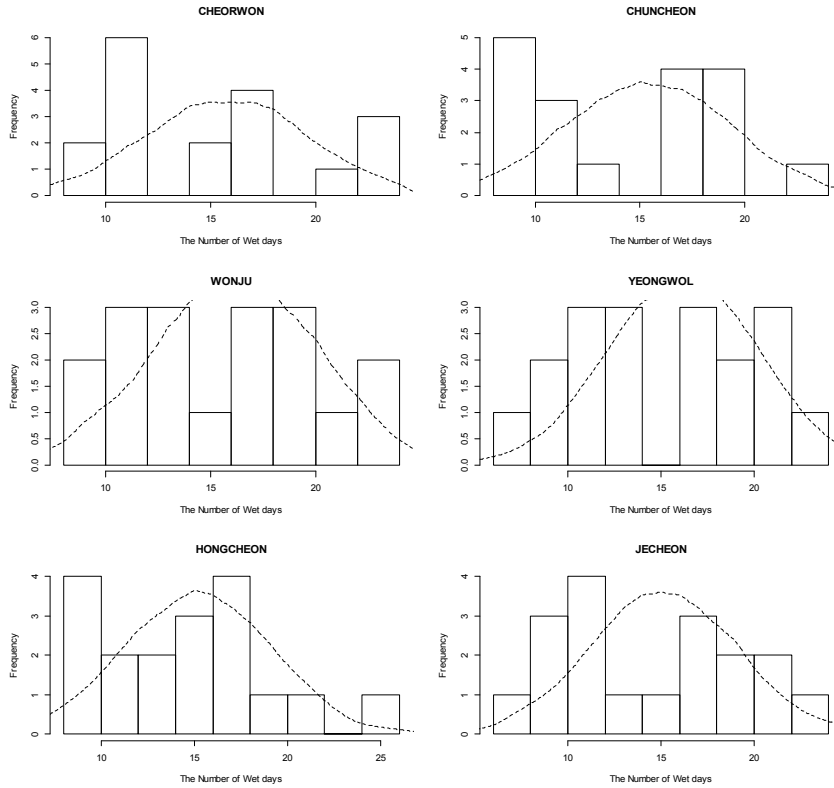 CHEORWON
Frequency
0 1 2 3 4 5 6
10 15 20
The Number of Wet days
CHUNCHEON
Frequency
0 1 2 3 4 5
10 15 20
The Number of Wet days
WONJU
Frequency
0.0 0.5 1.0 1.5 2.0 2.5 3.0
10 15 20
The Number of Wet days
YEONGWOL
Frequency
0.0 0.5 1.0 1.5 2.0 2.5 3.0
10 15 20
The Number of Wet days
HONGCHEON
Frequency
0 1 2 3 4
10 15 20 25
The Number of Wet days
JECHEON
Frequency
0 1 2 3 4
10 15 20
The Number of Wet days